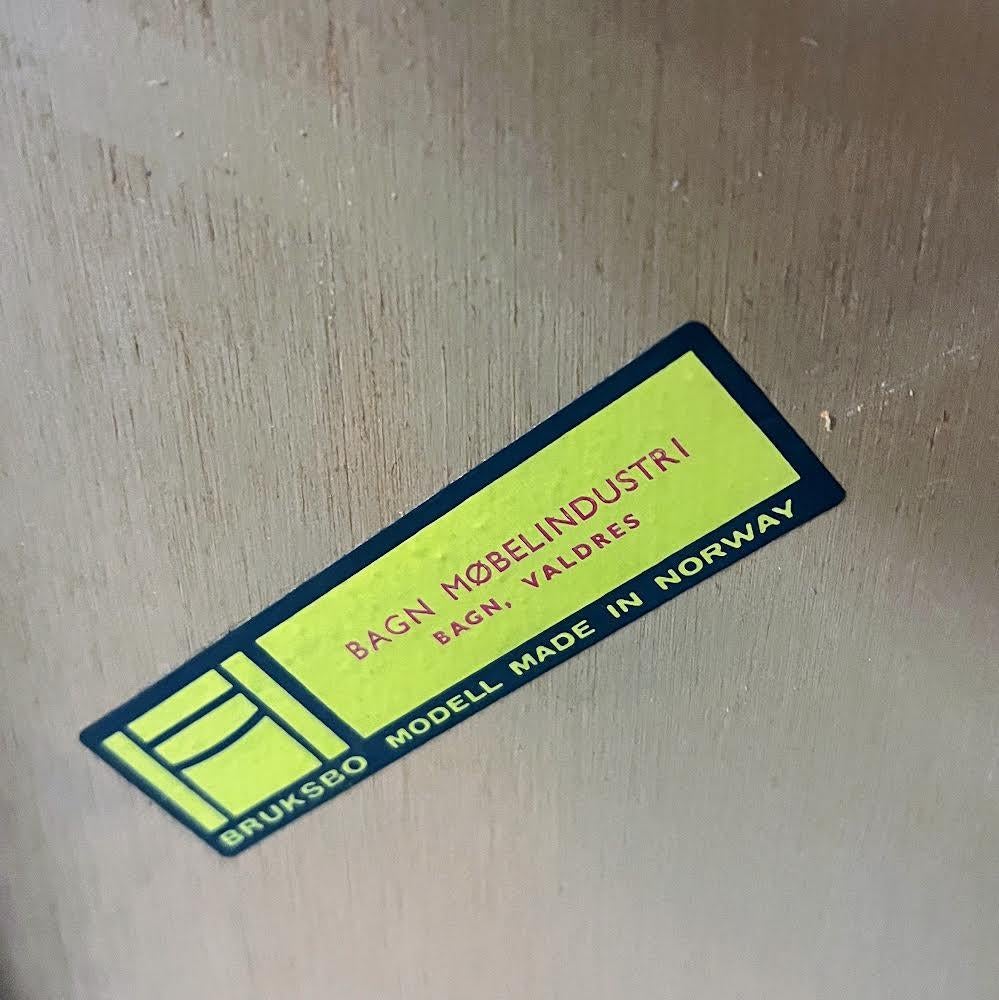 BAGN MØBELINDUSTRI
BAGN, VALDRES
BRUKSBO MODELL MADE IN NORWAY